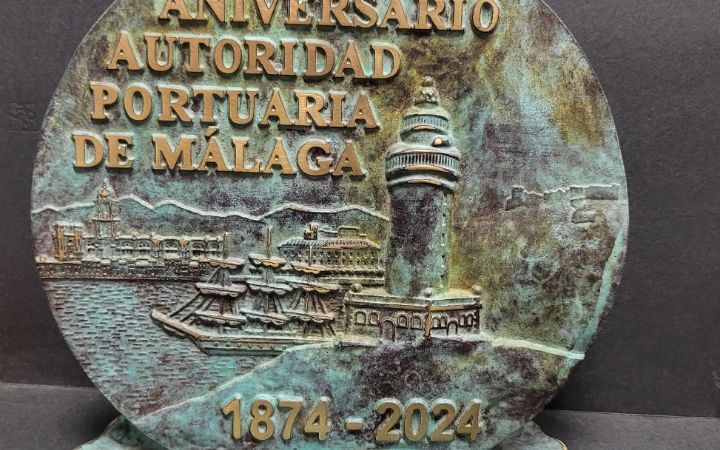 ANIVERSARIO
AUTORIDAD
PORTUARIA
DE MÁLAGA
1874 - 2024